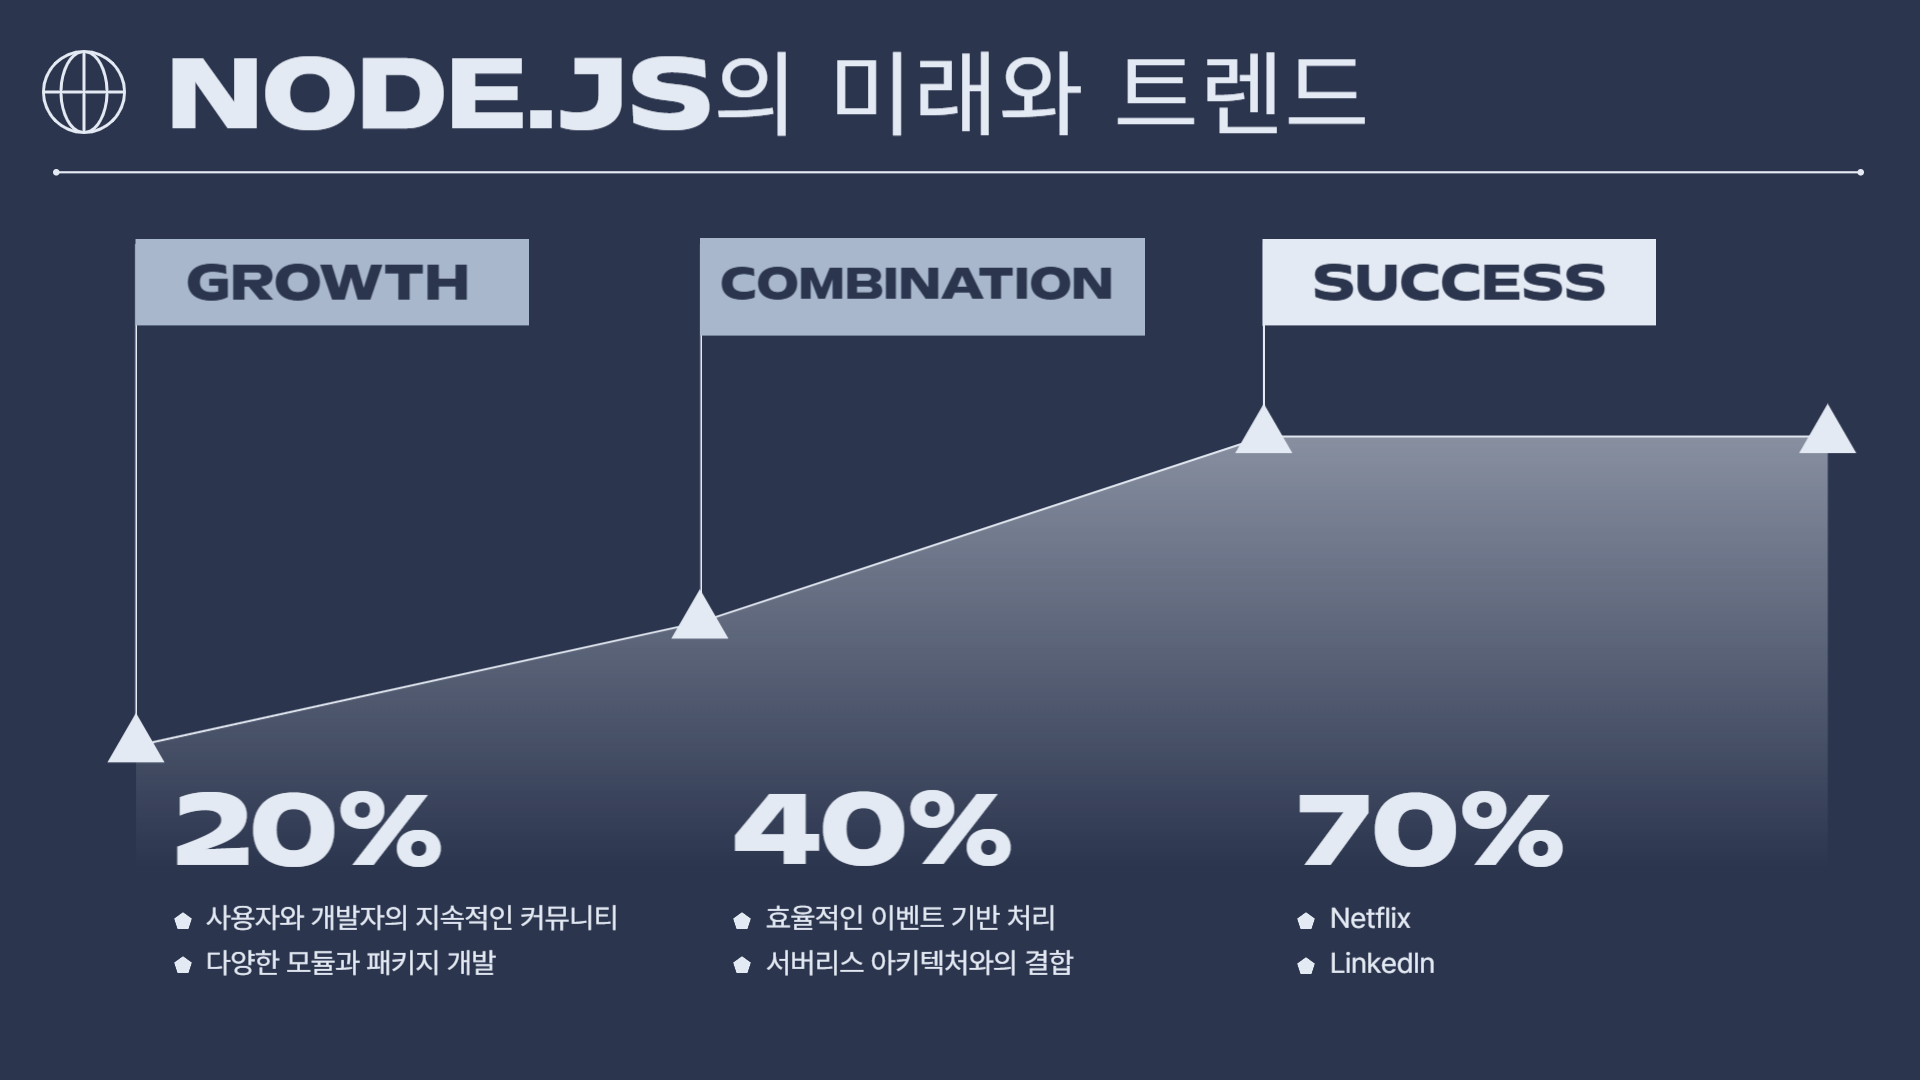 NODE.JS의 미래와 트렌드
GROWTH
COMBINATION
SUCCESS
20%
사용자와 개발자의 지속적인 커뮤니티
다양한 모듈과 패키지 개발
40%
효율적인 이벤트 기반 처리
서버리스 아키텍처와의 결합
70%
Netflix
LinkedIn